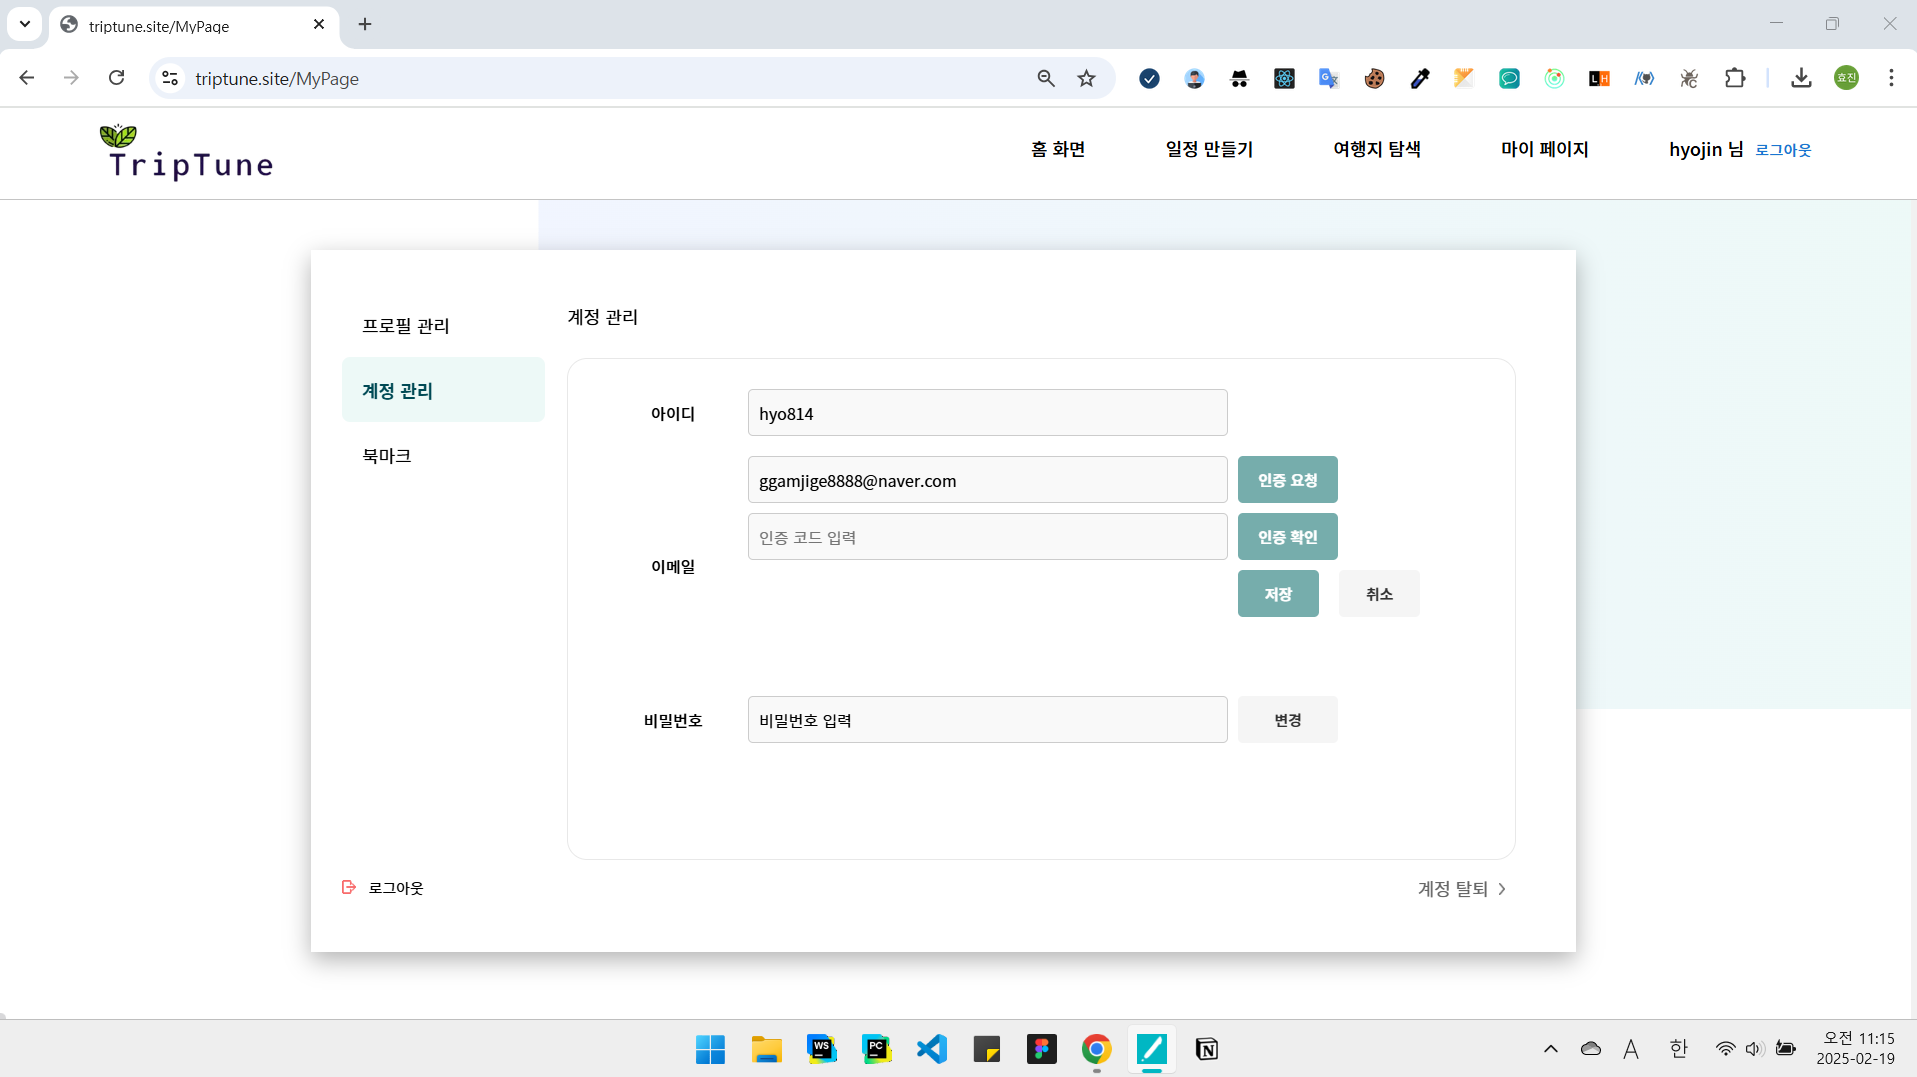 triptune.site/MyPage
triptune.site/MyPage
효진
TripTune
홈 화면
일정 만들기
여행지 탐색
마이 페이지
hyojin 님 로그아웃
프로필 관리
계정 관리
북마크
로그아웃
계정 관리
아이디
hyo814
이메일
ggamjige8888@naver.com
인증 요청
인증 코드 입력
인증 확인
저장
취소
비밀번호
비밀번호 입력
변경
계정 탈퇴
WS
PC
A
한
오전 11:15
2025-02-19